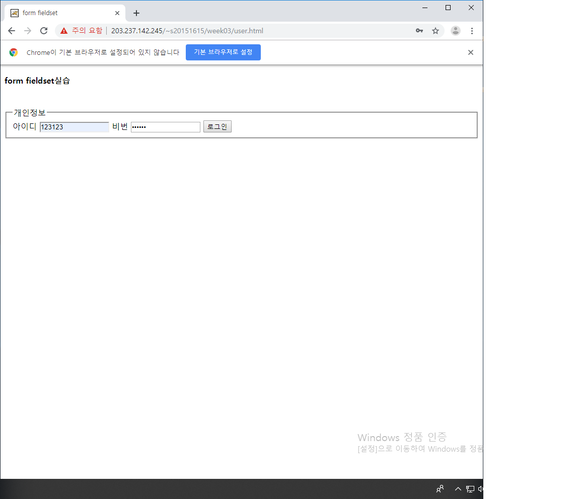 form fieldset
주의 요함 | 203.237.142.245/~s20151615/week03/user.html
Chrome이 기본 브라우저로 설정되어 있지 않습니다 기본 브라우저로 설정
form fieldset실습
개인정보
아이디 123123 비번 •••••• 로그인
Windows 정품 인증
[설정]으로 이동하여 Windows를 정품